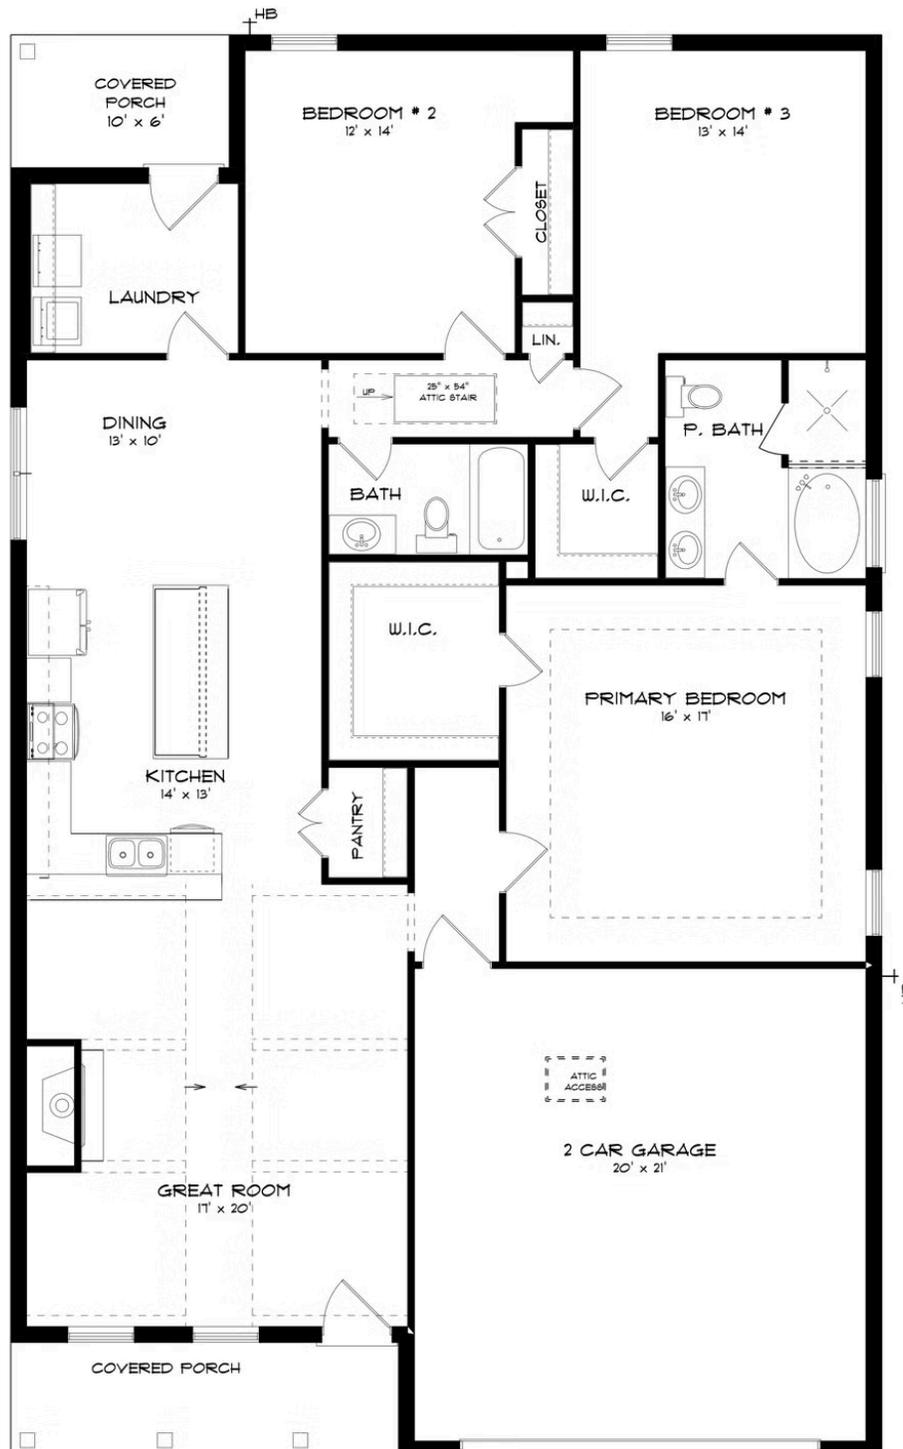 HB
COVERED
PORCH
10' x 6'
BEDROOM # 2
12' x 14'
BEDROOM # 3
13' x 14'
CLOSET
LAUNDRY
LIN.
UP
25" x 54"
ATTIC STAIR
DINING
13' x 10'
P. BATH
BATH
W.I.C.
W.I.C.
PRIMARY BEDROOM
16' x 17'
KITCHEN
14' x 13'
PANTRY
ATTIC
ACCESS
2 CAR GARAGE
20' x 21'
GREAT ROOM
17' x 20'
COVERED PORCH